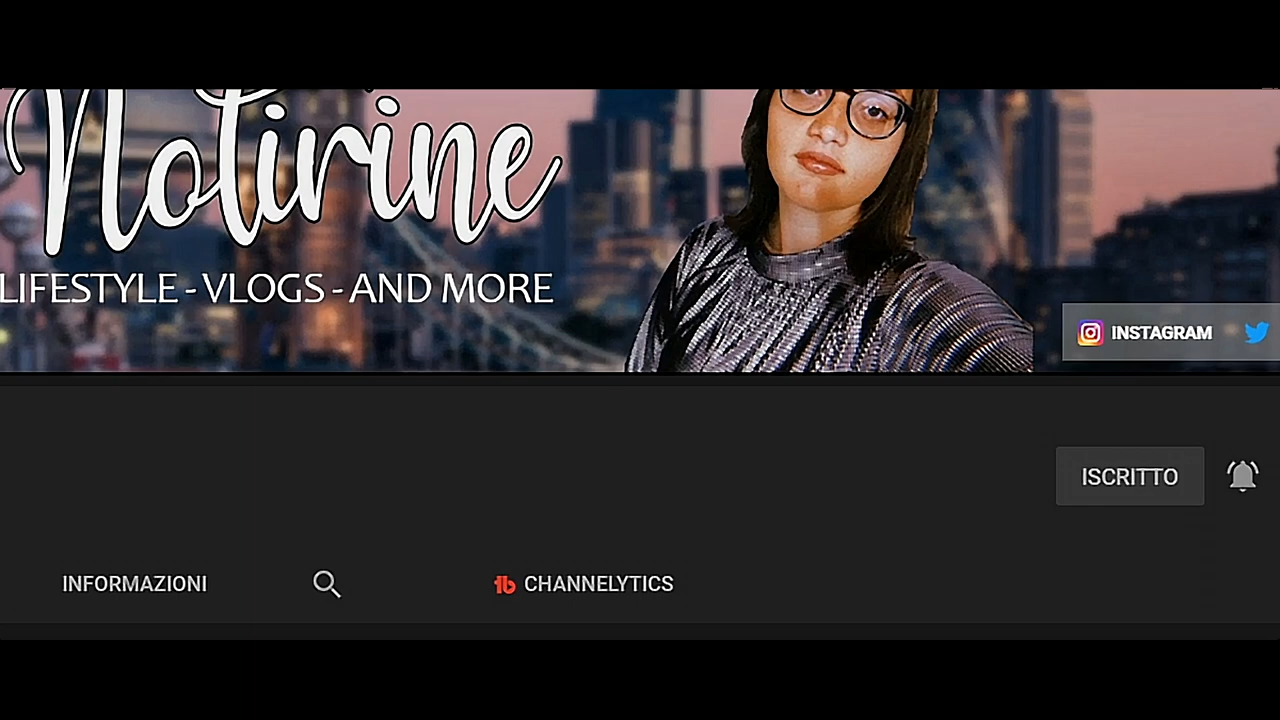 Notirine
LIFESTYLE - VLOGS - AND MORE
INSTAGRAM
ISCRITTO
INFORMAZIONI
CHANNELYTICS